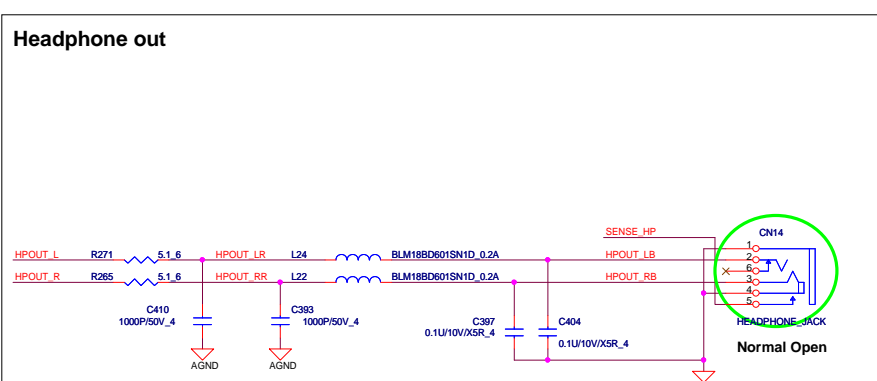 Headphone out
SENSE_HP
CN14
HPOUT_L R271 5.1_6 HPOUT_LR L24 BLM18BD601SN1D_0.2A HPOUT_LB
HPOUT_R R265 5.1_6 HPOUT_RR L22 BLM18BD601SN1D_0.2A HPOUT_RB
1
2
6
3
4
5
C410
1000P/50V_4
C393
1000P/50V_4
C397
0.1U/10V/X5R_4
C404
0.1U/10V/X5R_4
HEADPHONE_JACK
Normal Open
AGND
AGND